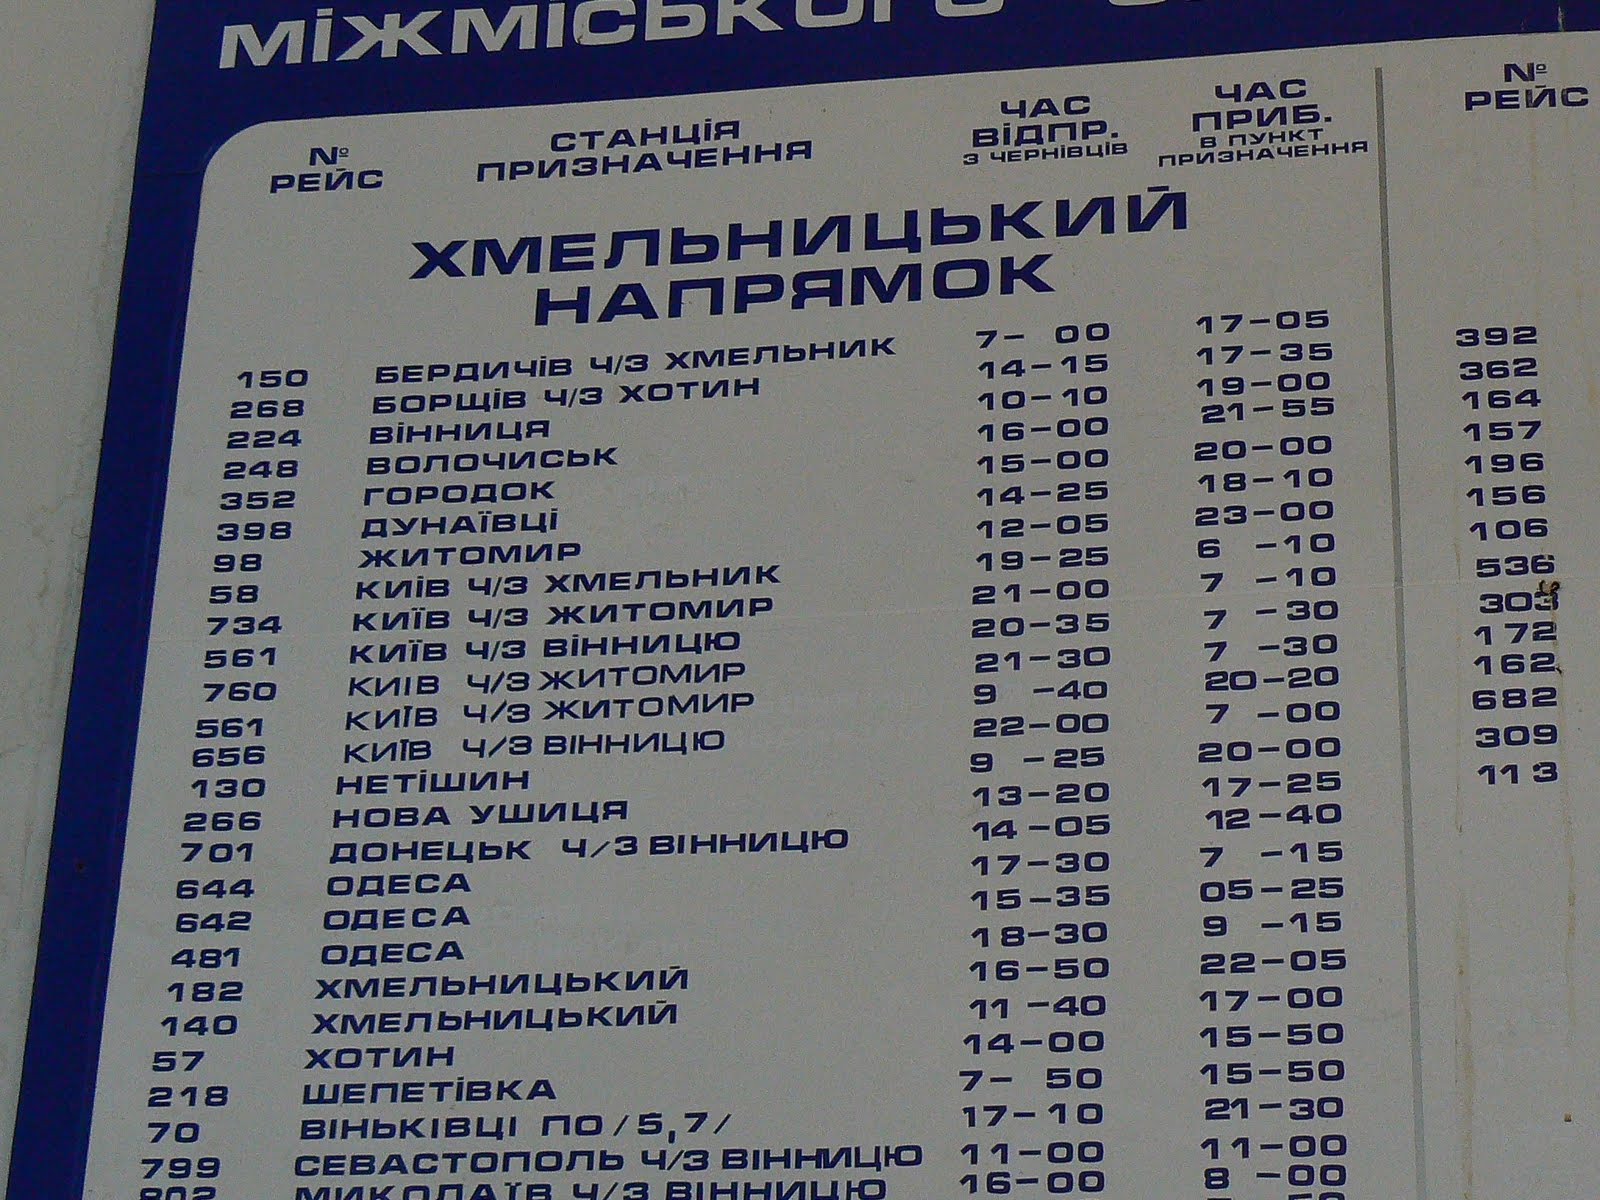 МІЖМІСЬКОГО
№ РЕЙС
СТАНЦІЯ ПРИЗНАЧЕННЯ
ЧАС ВІДПР. З ЧЕРНІВЦІВ
ЧАС ПРИБ. В ПУНКТ ПРИЗНАЧЕННЯ
ХМЕЛЬНИЦЬКИЙ
НАПРЯМОК
150 БЕРДИЧІВ Ч/З ХМЕЛЬНИК 7-00 17-05
268 БОРЩІВ Ч/З ХОТИН 14-15 17-35
224 ВІННИЦЯ 10-10 19-00
248 ВОЛОЧИСЬК 16-00 21-55
352 ГОРОДОК 15-00 20-00
398 ДУНАЇВЦІ 14-25 18-10
98 ЖИТОМИР 12-05 23-00
58 КИІВ Ч/З ХМЕЛЬНИК 19-25 6-10
734 КИЇВ Ч/З ЖИТОМИР 21-00 7-10
561 КИЇВ Ч/З ВІННИЦЮ 20-35 7-30
760 КИІВ Ч/З ЖИТОМИР 21-30 7-30
561 КИЇВ Ч/З ЖИТОМИР 9-40 20-20
656 КИЇВ Ч/З ВІННИЦЮ 22-00 7-00
130 НЕТІШИН 9-25 20-00
266 НОВА УШИЦЯ 13-20 17-25
701 ДОНЕЦЬК Ч/З ВІННИЦЮ 14-05 12-40
644 ОДЕСА 17-30 7-15
642 ОДЕСА 15-35 05-25
481 ОДЕСА 18-30 9-15
182 ХМЕЛЬНИЦЬКИЙ 16-50 22-05
140 ХМЕЛЬНИЦЬКИЙ 11-40 17-00
57 ХОТИН 14-00 15-50
218 ШЕПЕТІВКА 7-50 15-50
70 ВІНЬКІВЦІ ПО /5,7/ 17-10 21-30
799 СЕВАСТОПОЛЬ Ч/З ВІННИЦЮ 11-00 11-00
802 МИКОЛАЇВ Ч/З ВІННИЦЮ 16-00 8-00
№ РЕЙС
392
362
164
157
196
156
106
536
303
172
162
682
309
113